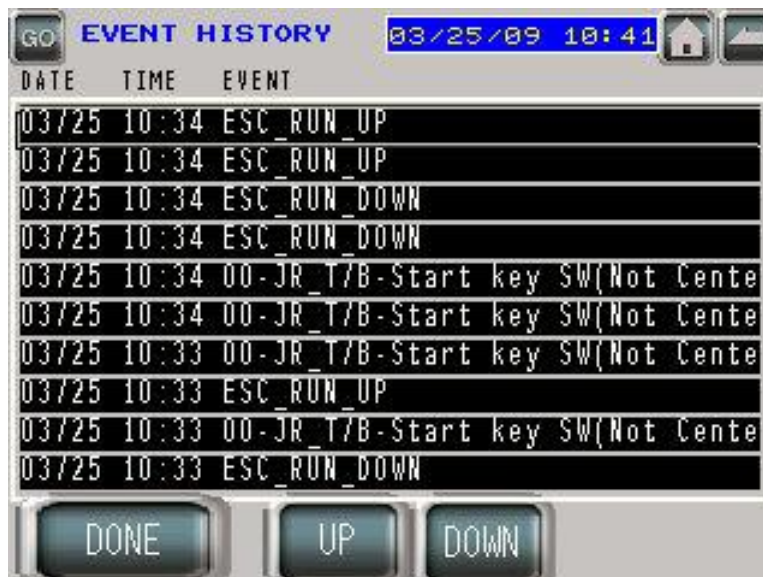 GO EVENT HISTORY 03/25/09 10:41
DATE TIME EVENT
03/25 10:34 ESC_RUN_UP
03/25 10:34 ESC_RUN_UP
03/25 10:34 ESC_RUN_DOWN
03/25 10:34 ESC_RUN_DOWN
03/25 10:34 00-JR_T/B-Start key SW(Not Cente
03/25 10:34 00-JR_T/B-Start key SW(Not Cente
03/25 10:33 00-JR_T/B-Start key SW(Not Cente
03/25 10:33 ESC_RUN_UP
03/25 10:33 00-JR_T/B-Start key SW(Not Cente
03/25 10:33 ESC_RUN_DOWN
DONE UP DOWN